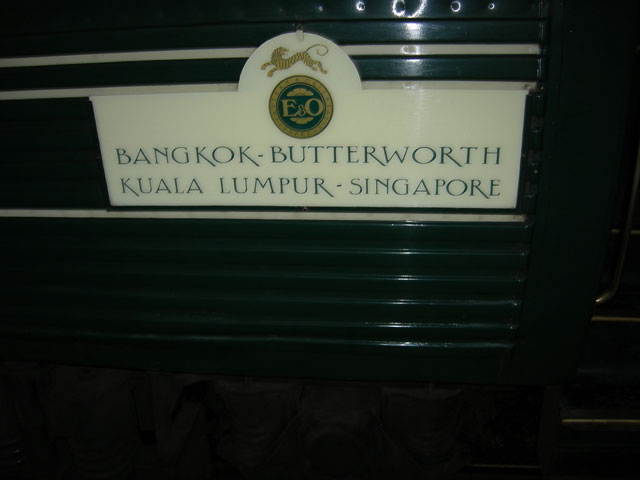 E&O
BANGKOK-BUTTERWORTH
KUALA LUMPUR-SINGAPORE